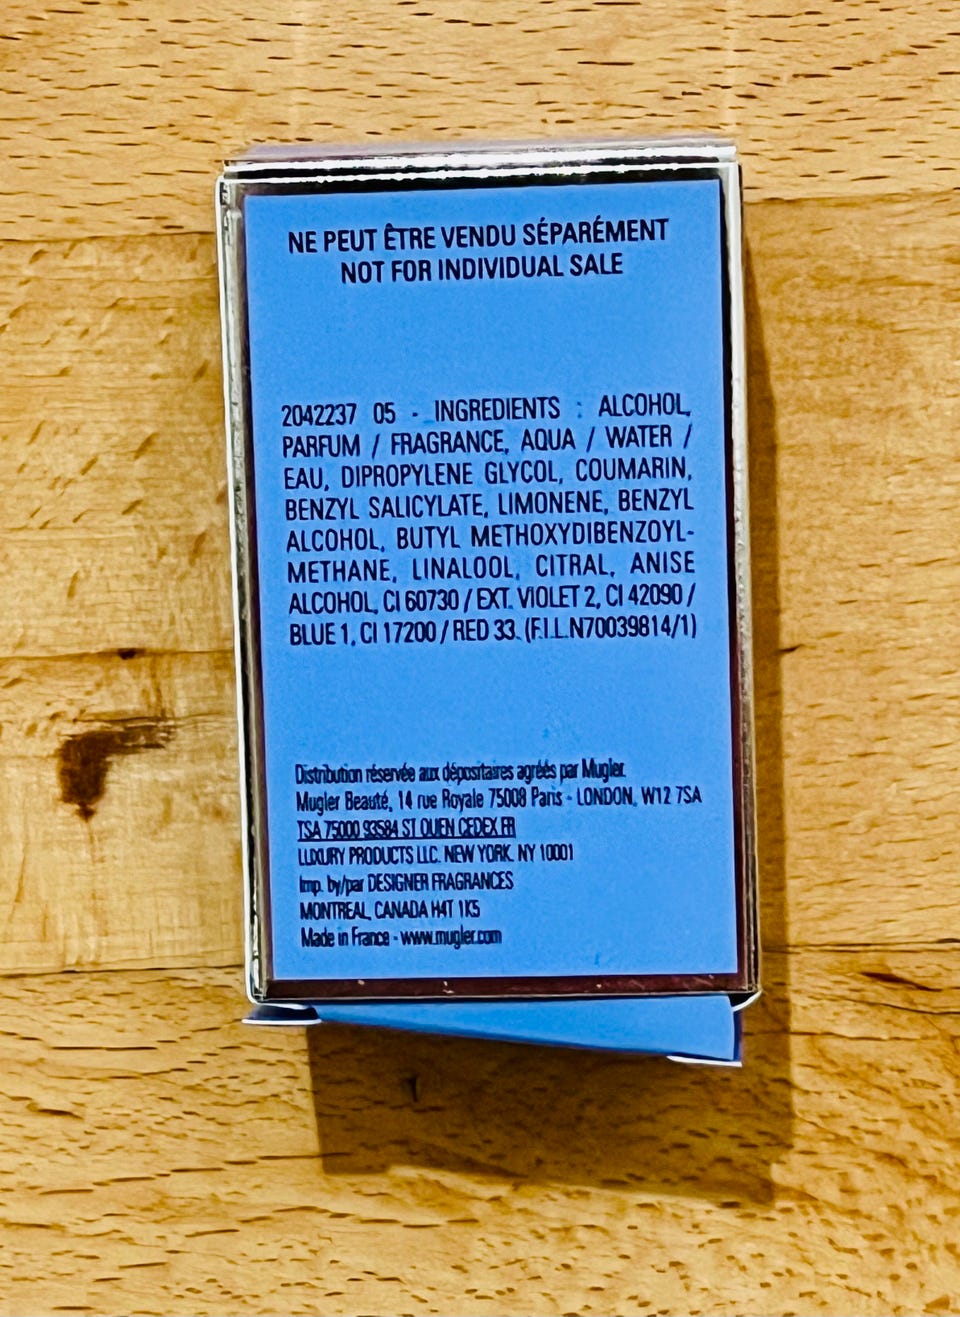 NE PEUT ÊTRE VENDU SÉPARÉMENT
NOT FOR INDIVIDUAL SALE
2042237 05 - INGREDIENTS : ALCOHOL,
PARFUM / FRAGRANCE, AQUA / WATER /
EAU, DIPROPYLENE GLYCOL, COUMARIN,
BENZYL SALICYLATE, LIMONENE, BENZYL
ALCOHOL, BUTYL METHOXYDIBENZOYL-
METHANE, LINALOOL, CITRAL, ANISE
ALCOHOL, CI 60730 / EXT. VIOLET 2, CI 42090 /
BLUE 1, CI 17200 / RED 33. (F.I.L.N70039814/1)
Distribution réservée aux dépositaires agréés par Mugler.
Mugler Beauté, 14 rue Royale 75008 Paris - LONDON, W12 7SA
TSA 75000 93584 ST OUEN CEDEX FR
LUXURY PRODUCTS LLC. NEW YORK. NY 10001
Imp. by/par DESIGNER FRAGRANCES
MONTREAL, CANADA H4T 1K5
Made in France - www.mugler.com